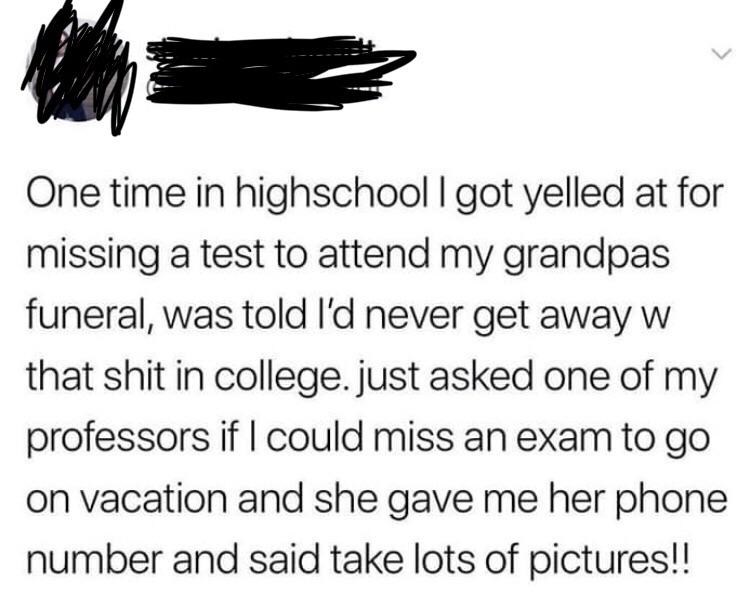 One time in highschool I got yelled at for
missing a test to attend my grandpas
funeral, was told I'd never get away w
that shit in college. just asked one of my
professors if I could miss an exam to go
on vacation and she gave me her phone
number and said take lots of pictures!!